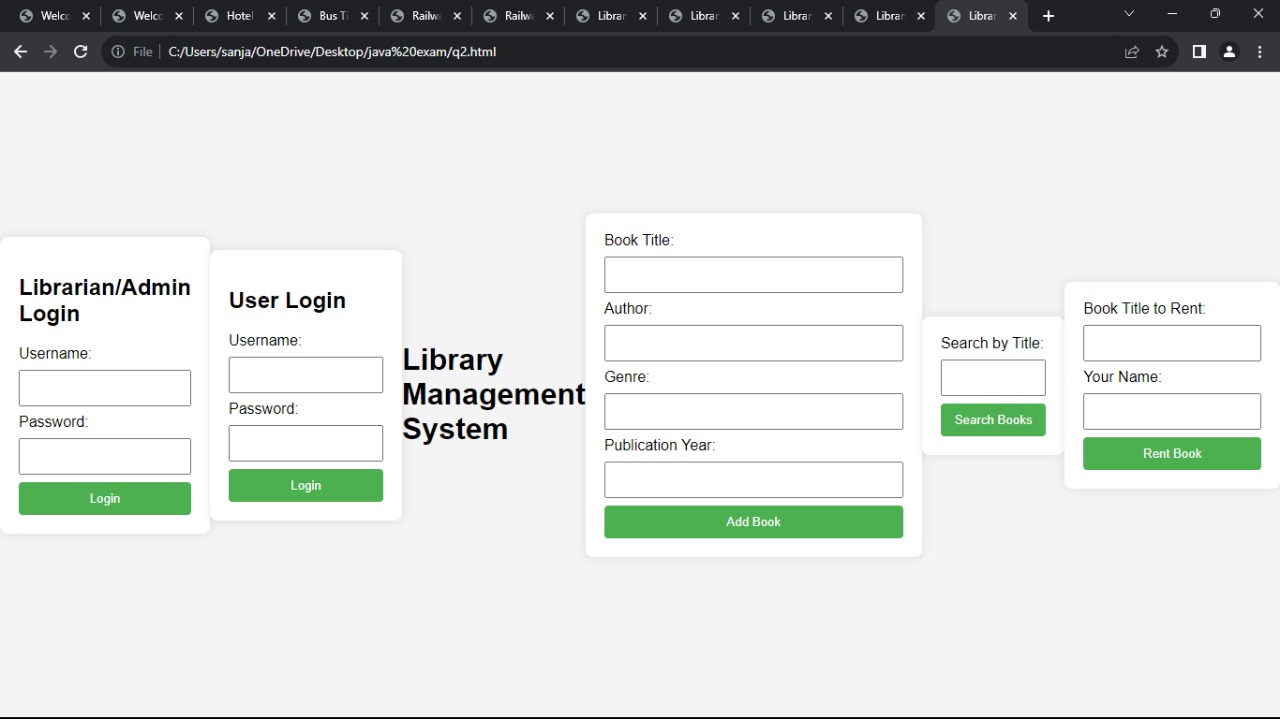 Welco
Welco
Hotel
Bus Ti
Railwa
Railwa
Librar
Librar
Librar
Librar
Librar
File
C:/Users/sanja/OneDrive/Desktop/java%20exam/q2.html
Librarian/Admin
Login
Username:
Password:
Login
User Login
Username:
Password:
Login
Library
Management
System
Book Title:
Author:
Genre:
Publication Year:
Add Book
Search by Title:
Search Books
Book Title to Rent:
Your Name:
Rent Book